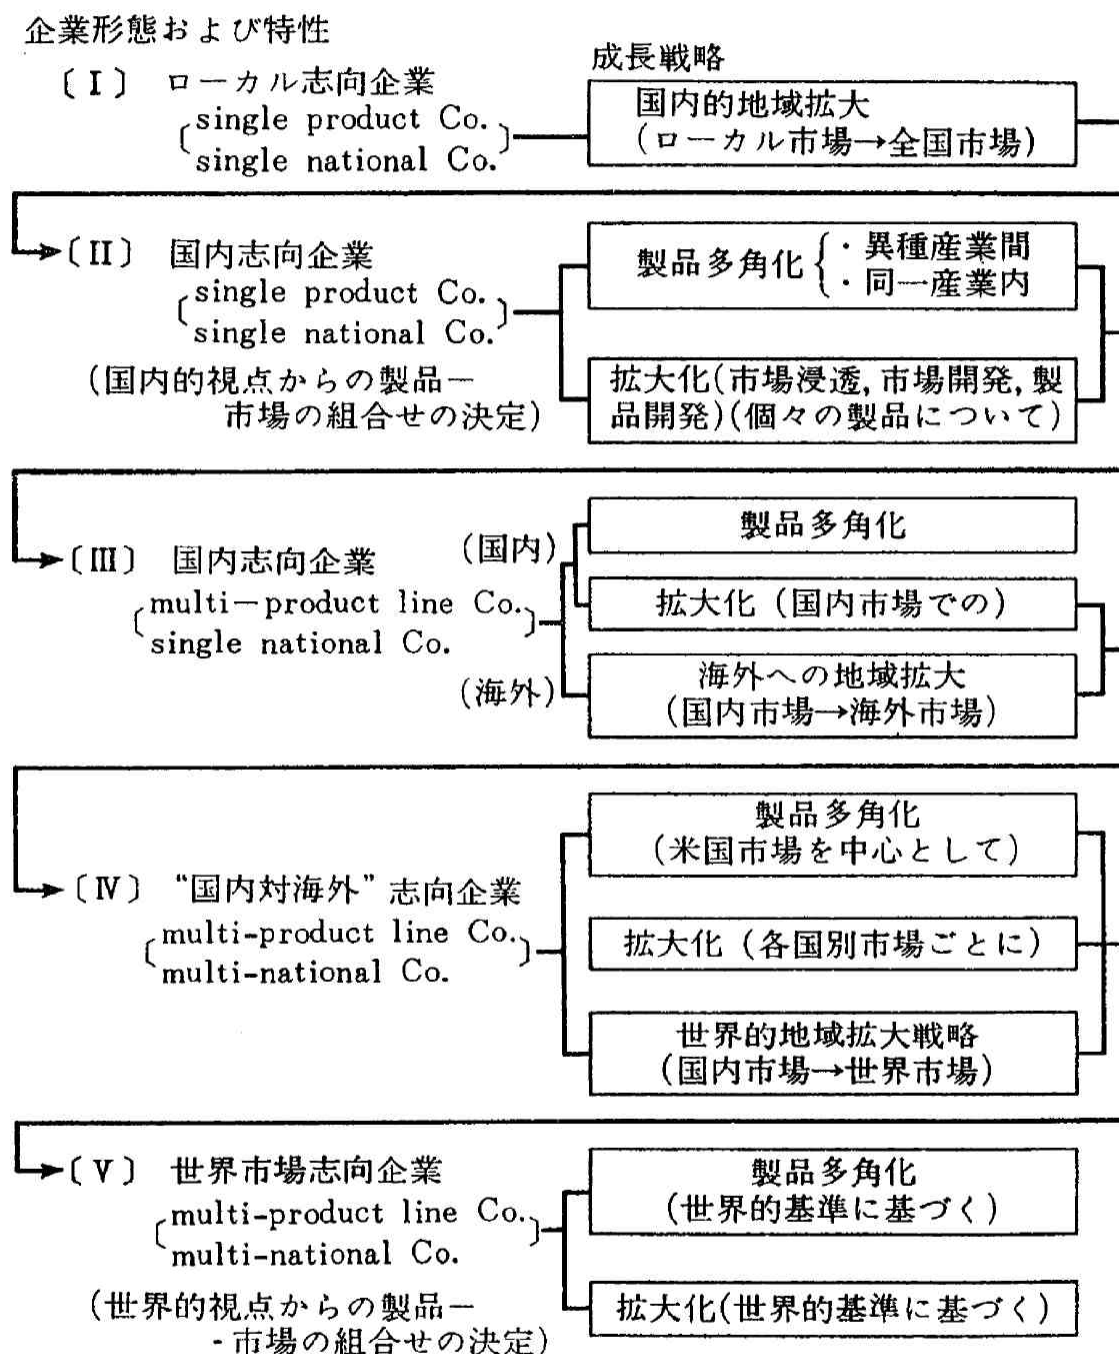 企業形態および特性
成長戦略
〔Ⅰ〕 ローカル志向企業
single product Co.
single national Co.
国内的地域拡大
(ローカル市場→全国市場)
〔Ⅱ〕 国内志向企業
single product Co.
single national Co.
(国内的視点からの製品―
市場の組合せの決定)
製品多角化
・異種産業間
・同一産業内
拡大化(市場浸透, 市場開発, 製
品開発)(個々の製品について)
〔Ⅲ〕 国内志向企業
multi-product line Co.
single national Co.
(国内)
製品多角化
拡大化 (国内市場での)
(海外)
海外への地域拡大
(国内市場→海外市場)
〔Ⅳ〕 “国内対海外” 志向企業
multi-product line Co.
multi-national Co.
製品多角化
(米国市場を中心として)
拡大化 (各国別市場ごとに)
世界的地域拡大戦略
(国内市場→世界市場)
〔Ⅴ〕 世界市場志向企業
multi-product line Co.
multi-national Co.
(世界的視点からの製品―
市場の組合せの決定)
製品多角化
(世界的基準に基づく)
拡大化(世界的基準に基づく)